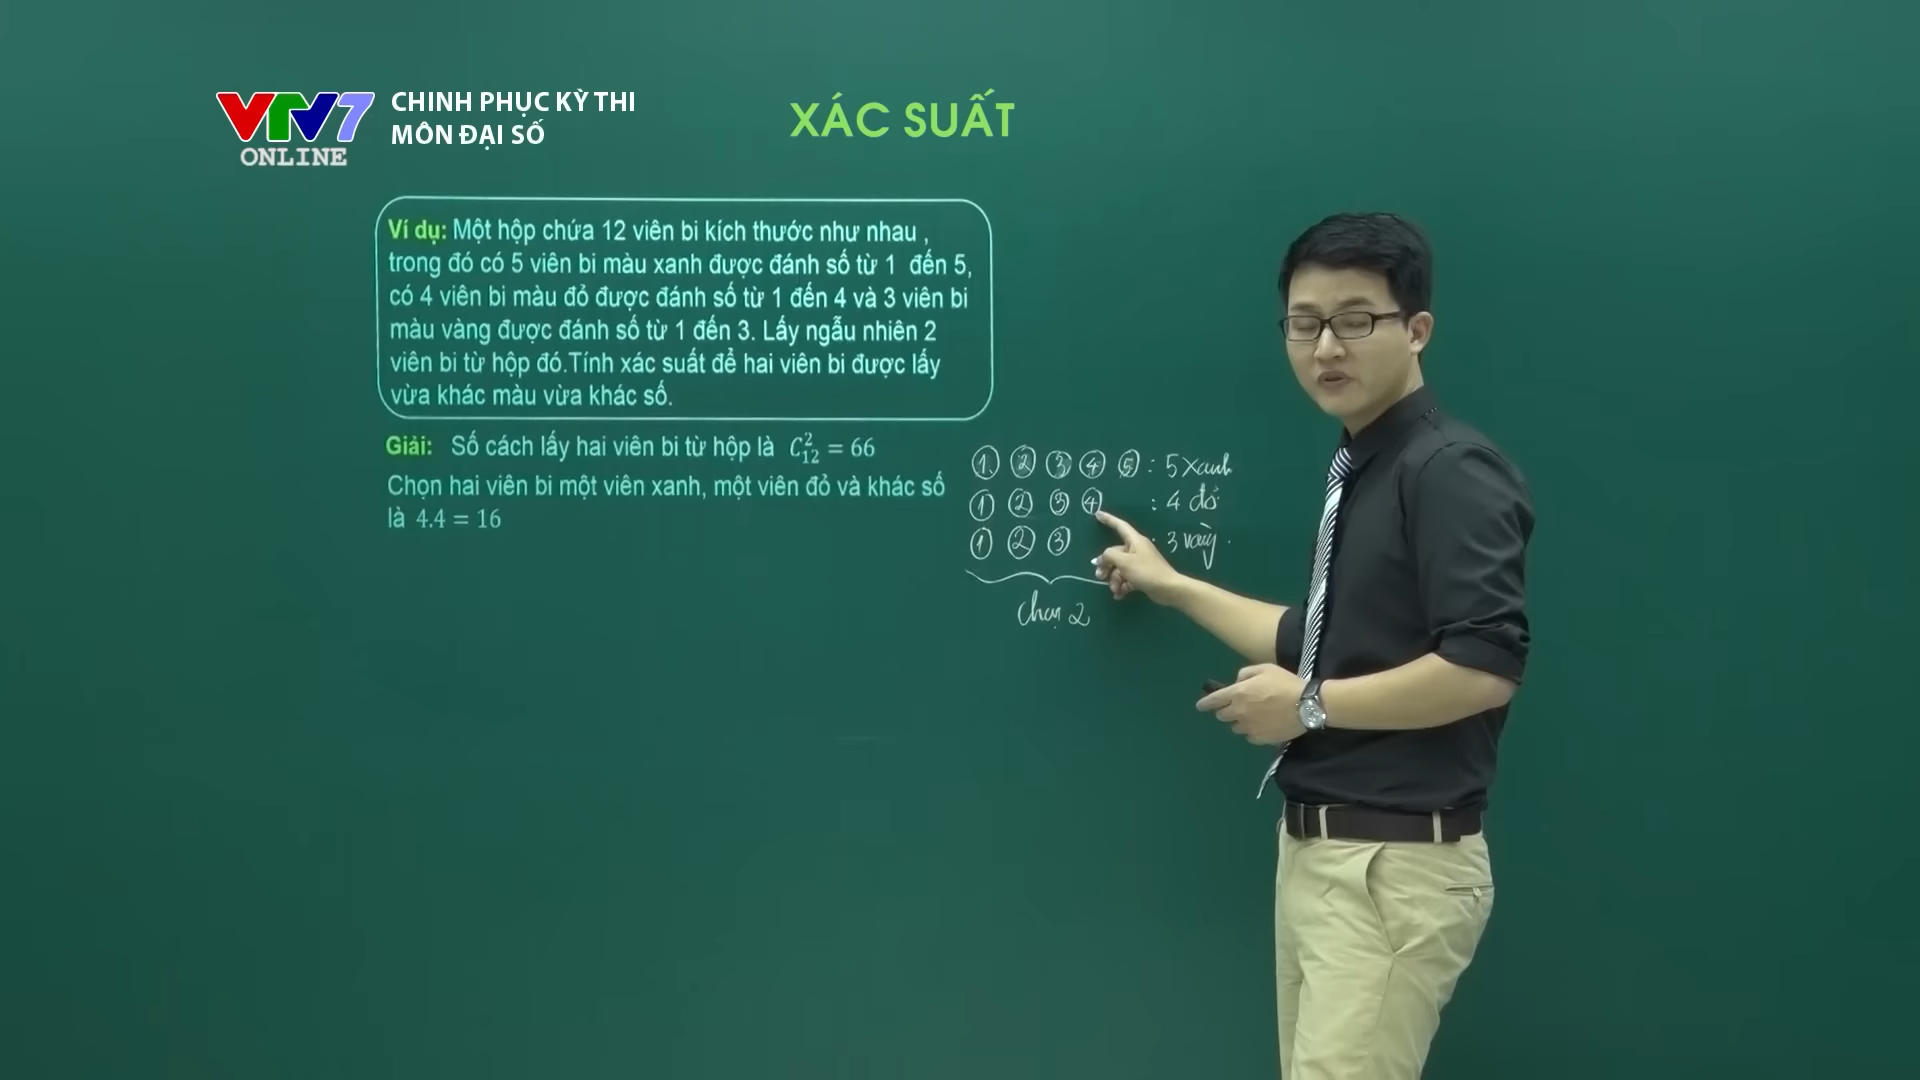 VTV7
ONLINE
CHINH PHỤC KỲ THI
MÔN ĐẠI SỐ
XÁC SUẤT
Ví dụ: Một hộp chứa 12 viên bi kích thước như nhau ,
trong đó có 5 viên bi màu xanh được đánh số từ 1 đến 5,
có 4 viên bi màu đỏ được đánh số từ 1 đến 4 và 3 viên bi
màu vàng được đánh số từ 1 đến 3. Lấy ngẫu nhiên 2
viên bi từ hộp đó.Tính xác suất để hai viên bi được lấy
vừa khác màu vừa khác số.
Giải: Số cách lấy hai viên bi từ hộp là C²₁₂ = 66
Chọn hai viên bi một viên xanh, một viên đỏ và khác số
là 4.4 = 16
① ② ③ ④ ⑤ : 5 xanh
① ② ③ ④ : 4 đỏ
① ② ③ : 3 vàng
Chọn 2